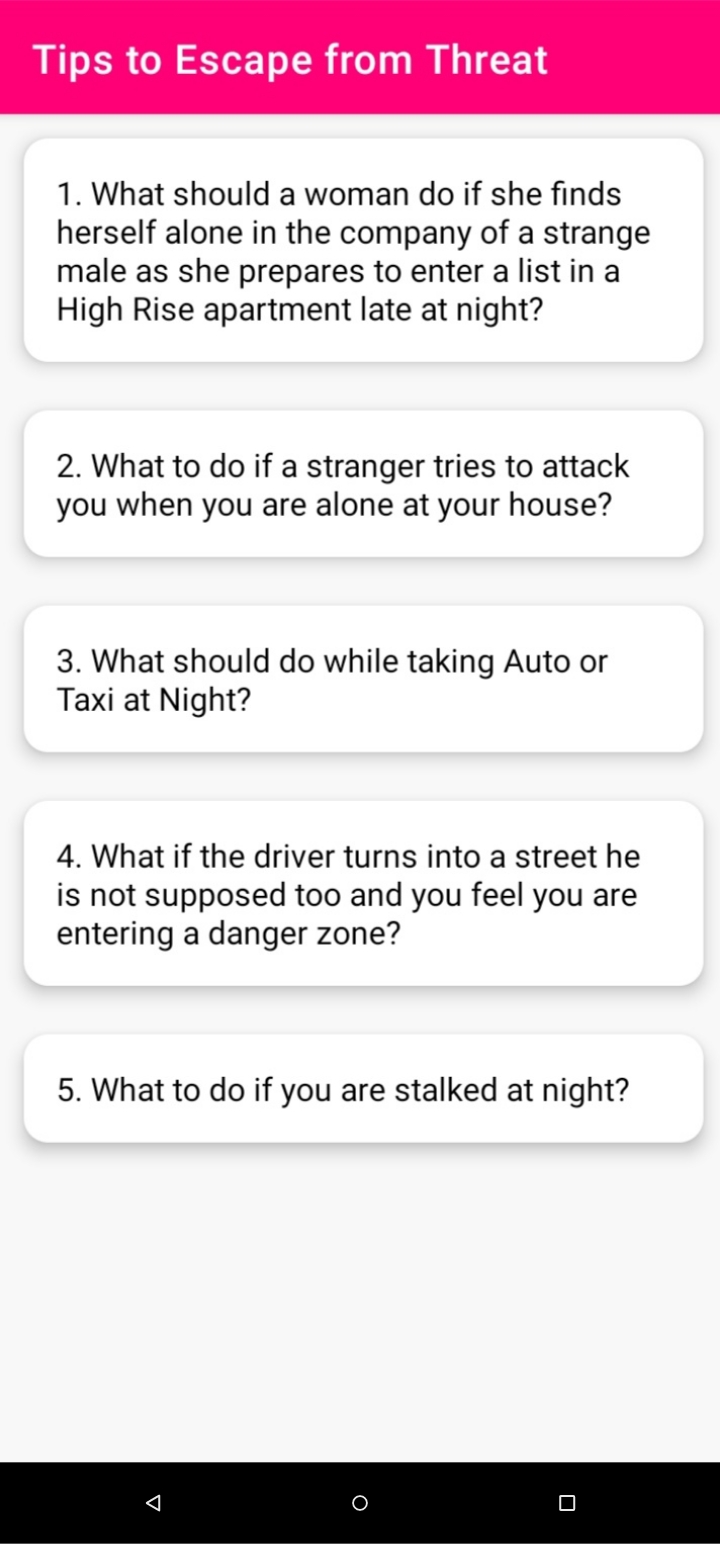 Tips to Escape from Threat
1. What should a woman do if she finds
herself alone in the company of a strange
male as she prepares to enter a list in a
High Rise apartment late at night?
2. What to do if a stranger tries to attack
you when you are alone at your house?
3. What should do while taking Auto or
Taxi at Night?
4. What if the driver turns into a street he
is not supposed too and you feel you are
entering a danger zone?
5. What to do if you are stalked at night?